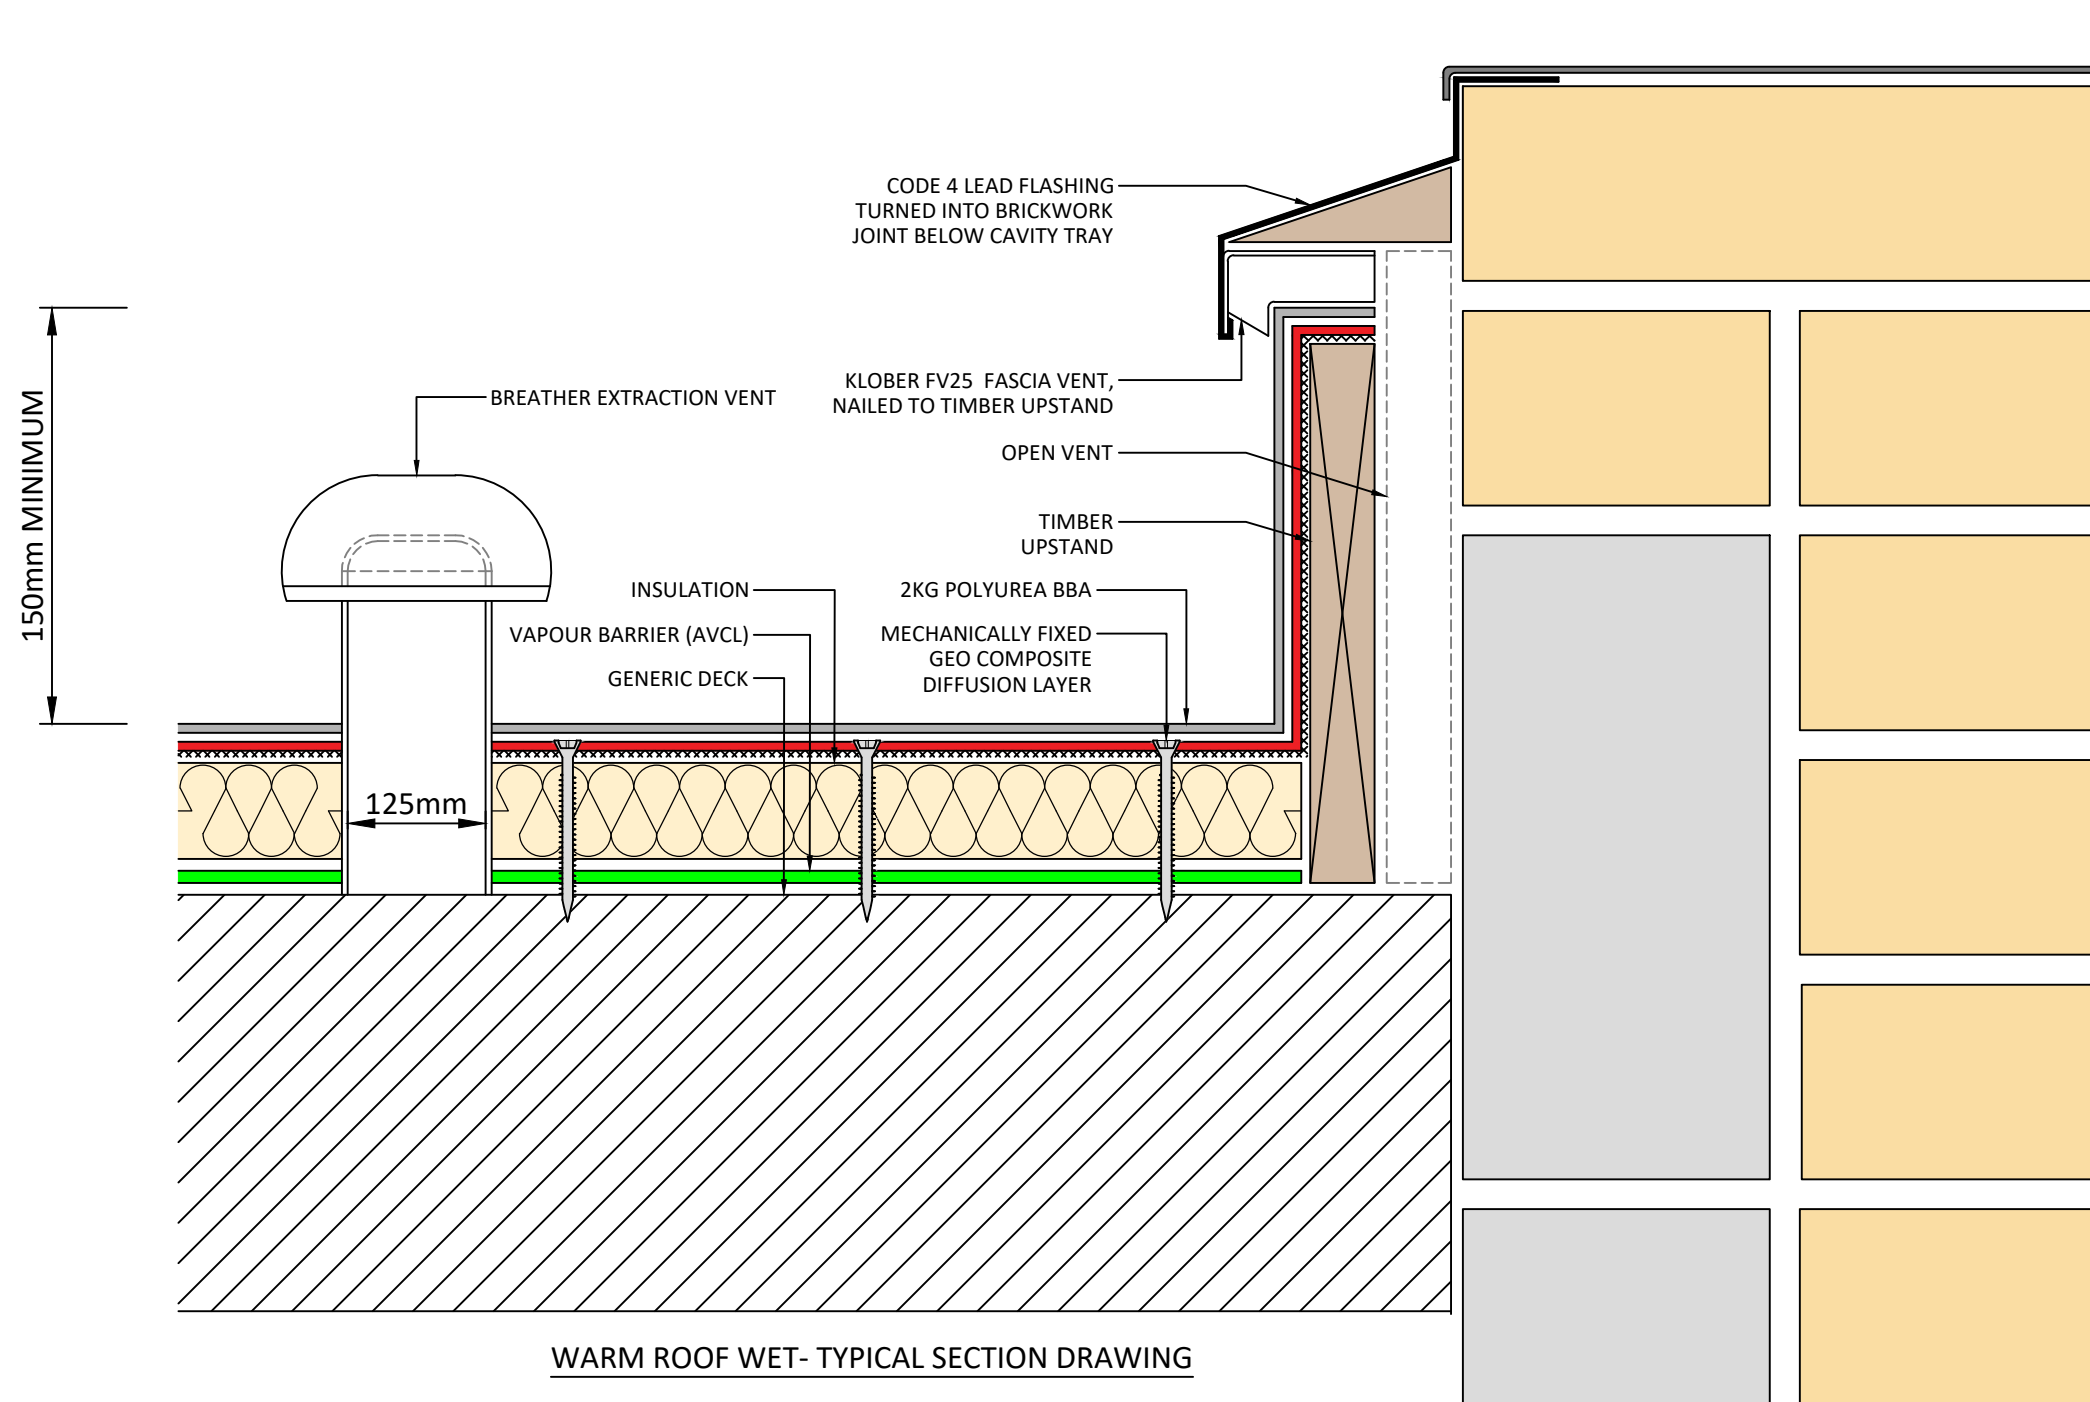 CODE 4 LEAD FLASHING
TURNED INTO BRICKWORK
JOINT BELOW CAVITY TRAY
150mm MINIMUM
BREATHER EXTRACTION VENT
KLOBER FV25 FASCIA VENT,
NAILED TO TIMBER UPSTAND
OPEN VENT
TIMBER
UPSTAND
INSULATION
VAPOUR BARRIER (AVCL)
GENERIC DECK
2KG POLYUREA BBA
MECHANICALLY FIXED
GEO COMPOSITE
DIFFUSION LAYER
125mm
WARM ROOF WET- TYPICAL SECTION DRAWING